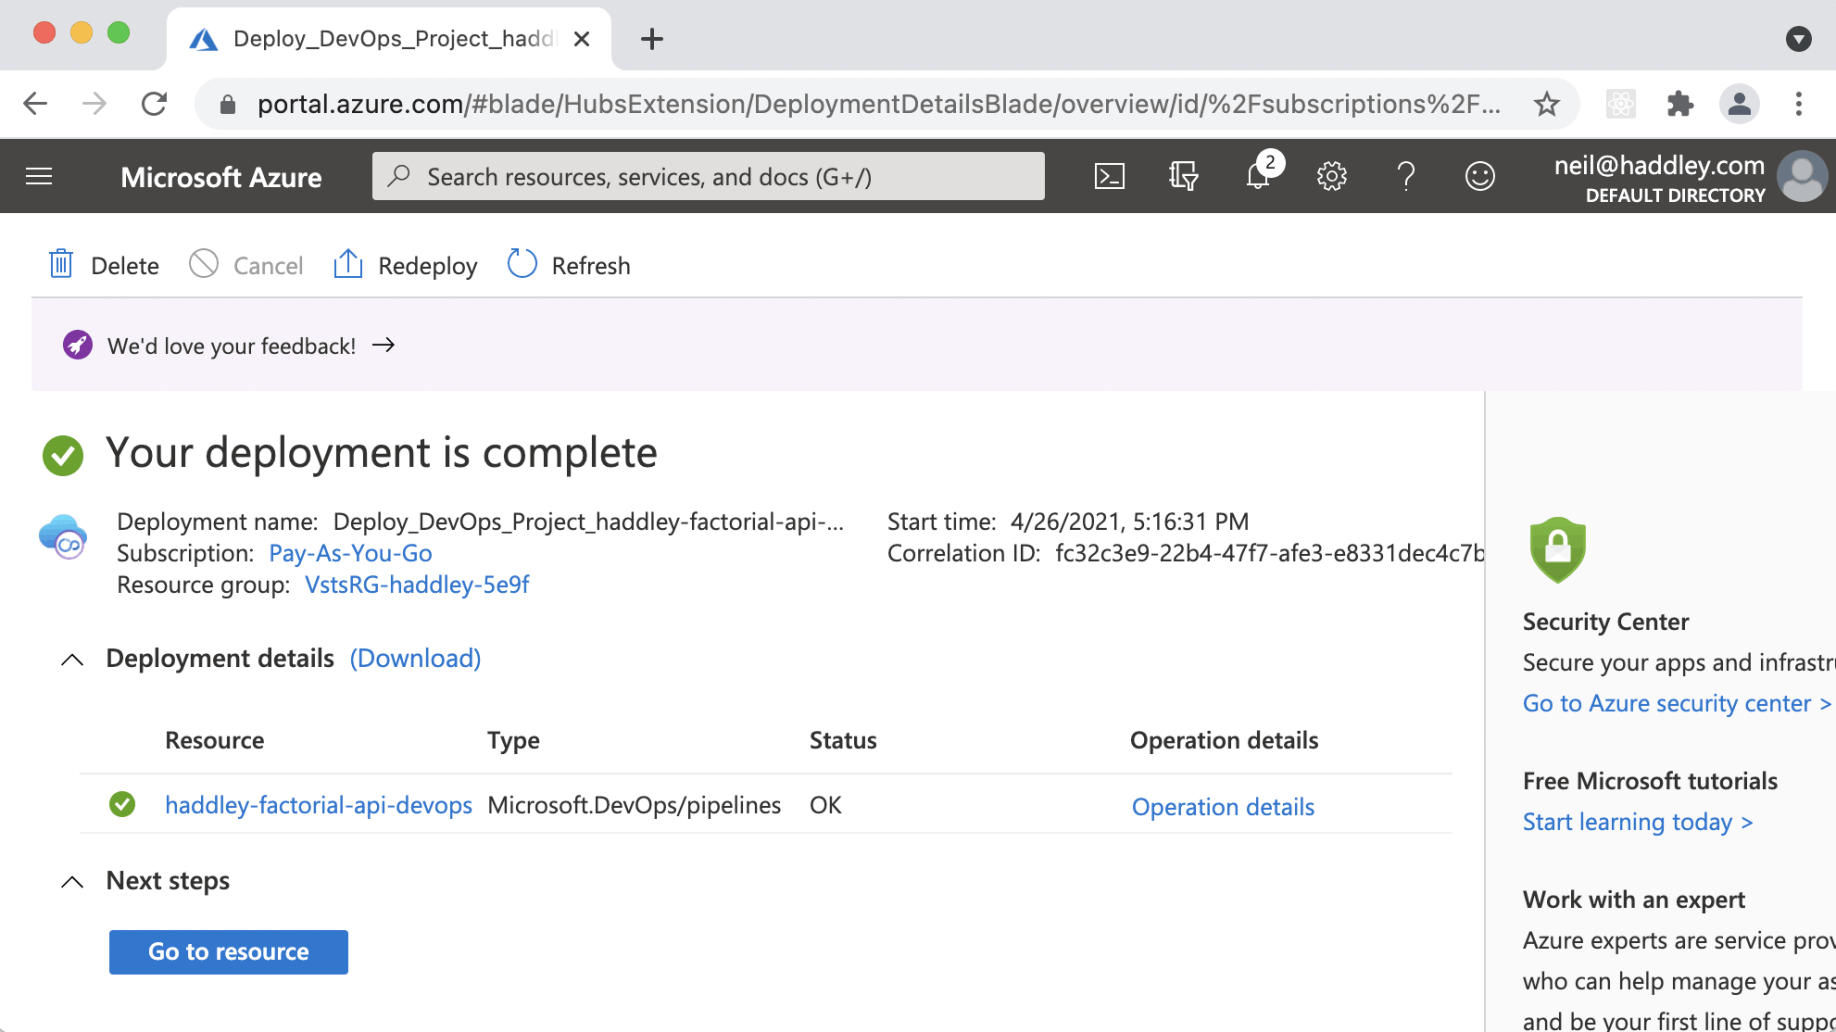 Deploy_DevOps_Project_hadd
portal.azure.com/#blade/HubsExtension/DeploymentDetailsBlade/overview/id/%2Fsubscriptions%2F...
Microsoft Azure
Search resources, services, and docs (G+/)
2
neil@haddley.com
DEFAULT DIRECTORY
Delete
Cancel
Redeploy
Refresh
We'd love your feedback! →
Your deployment is complete
Deployment name: Deploy_DevOps_Project_haddley-factorial-api-...
Start time: 4/26/2021, 5:16:31 PM
Subscription: Pay-As-You-Go
Correlation ID: fc32c3e9-22b4-47f7-afe3-e8331dec4c7b
Resource group: VstsRG-haddley-5e9f
Deployment details (Download)
Resource Type Status Operation details
haddley-factorial-api-devops Microsoft.DevOps/pipelines OK Operation details
Next steps
Go to resource
Security Center
Secure your apps and infrastr
Go to Azure security center >
Free Microsoft tutorials
Start learning today >
Work with an expert
Azure experts are service prov
who can help manage your as
and be your first line of suppo